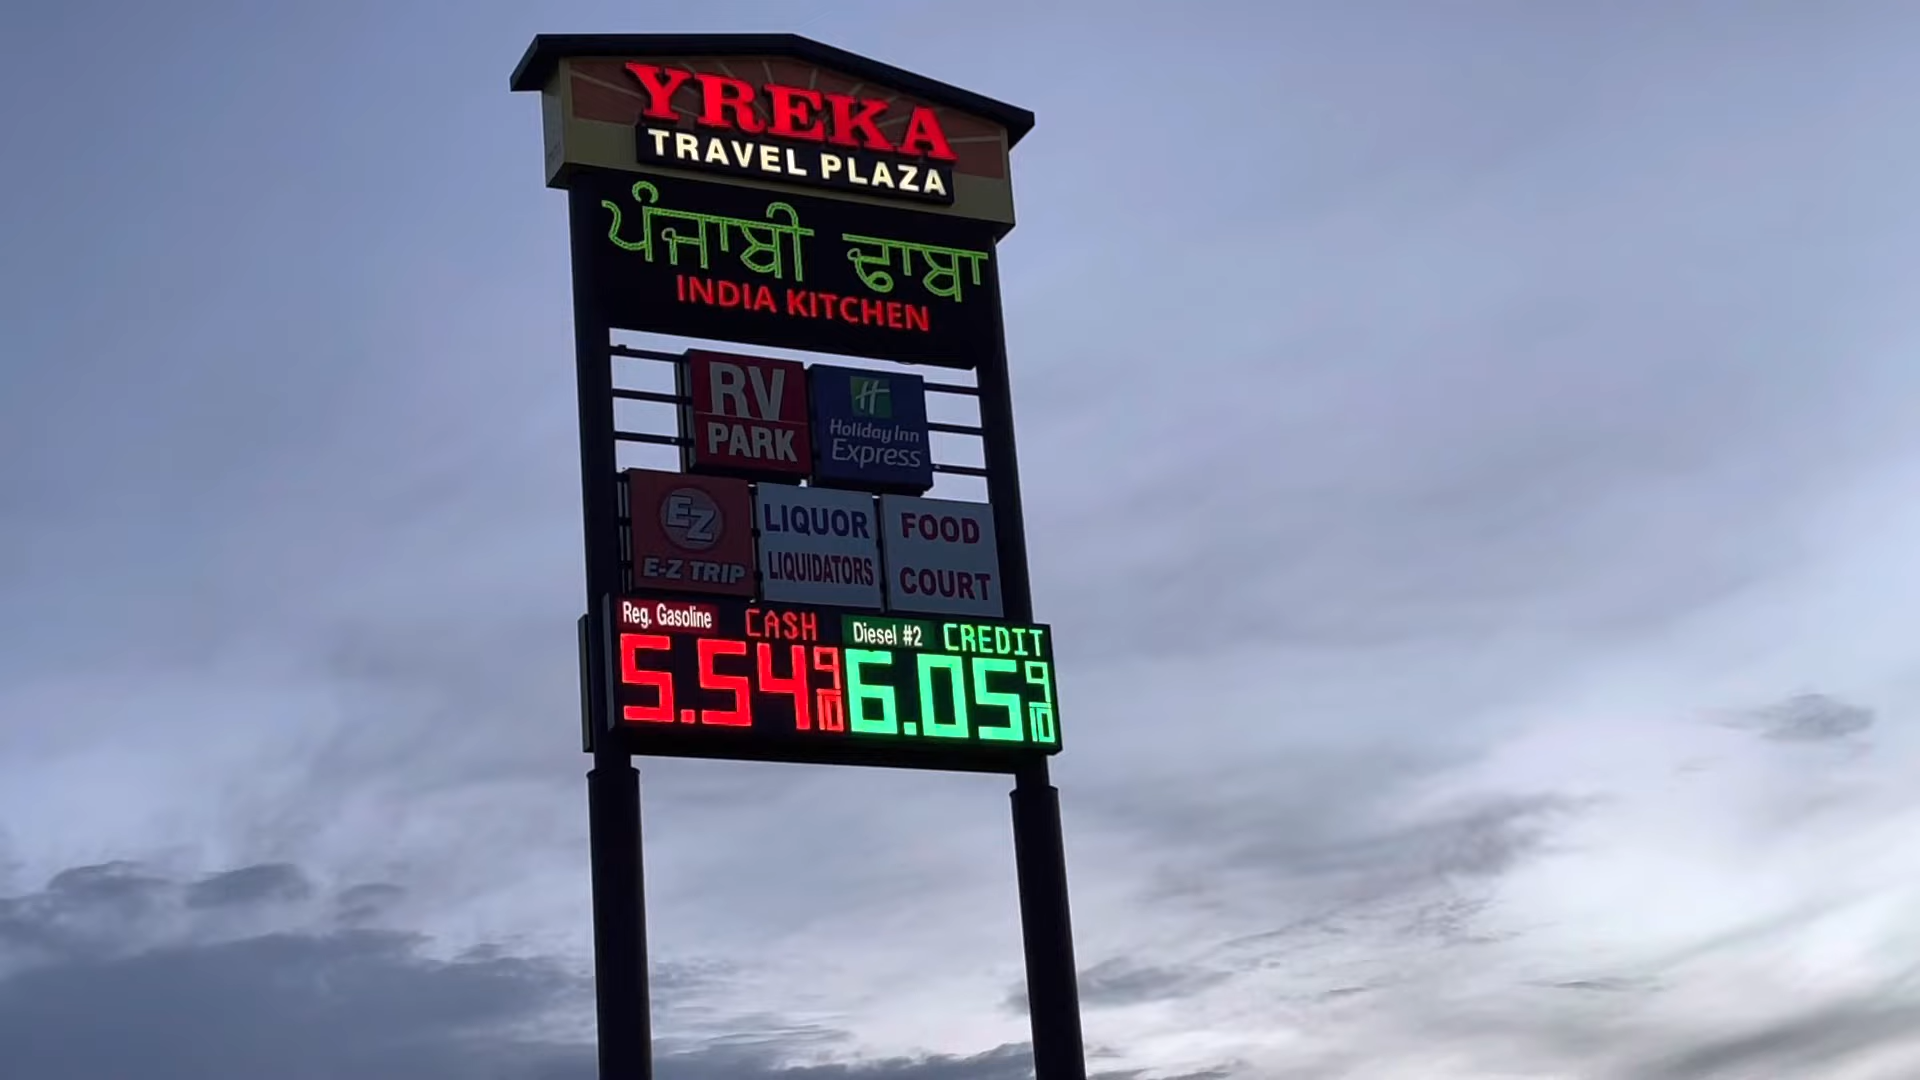 YREKA
TRAVEL PLAZA
ਪੰਜਾਬੀ ਢਾਬਾ
INDIA KITCHEN
RV
PARK
H
Holiday Inn
Express
EZ
E-Z TRIP
LIQUOR
LIQUIDATORS
FOOD
COURT
Reg. Gasoline CASH
5.54 9/10
Diesel #2 CREDIT
6.05 9/10